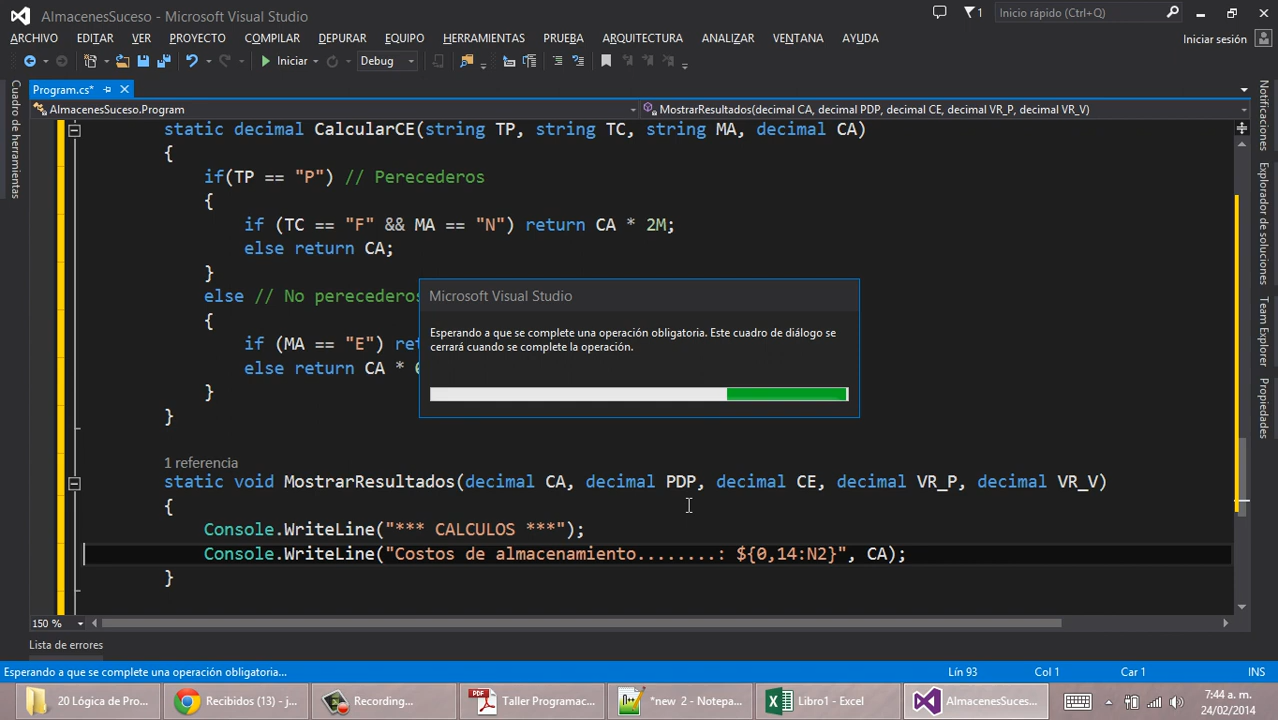 AlmacenesSuceso - Microsoft Visual Studio
1
Inicio rápido (Ctrl+Q)
ARCHIVO EDITAR VER PROYECTO COMPILAR DEPURAR EQUIPO HERRAMIENTAS PRUEBA ARQUITECTURA ANALIZAR VENTANA AYUDA
Iniciar sesión
Iniciar
Debug
Program.cs*
AlmacenesSuceso.Program
MostrarResultados(decimal CA, decimal PDP, decimal CE, decimal VR_P, decimal VR_V)
Cuadro de herramientas
static decimal CalcularCE(string TP, string TC, string MA, decimal CA)
{
if(TP == "P") // Perecederos
{
if (TC == "F" && MA == "N") return CA * 2M;
else return CA;
}
else // No perecederos
{
if (MA == "E")
else return CA *
}
}
1 referencia
static void MostrarResultados(decimal CA, decimal PDP, decimal CE, decimal VR_P, decimal VR_V)
{
Console.WriteLine("*** CALCULOS ***");
Console.WriteLine("Costos de almacenamiento........: ${0,14:N2}", CA);
}
Microsoft Visual Studio
Esperando a que se complete una operación obligatoria. Este cuadro de diálogo se
cerrará cuando se complete la operación.
Notificaciones
Explorador de soluciones
Team Explorer
Propiedades
150 %
Lista de errores
Esperando a que se complete una operación obligatoria...
Lín 93
Col 1
Car 1
INS
20 Lógica de Pro...
Recibidos (13) - j...
Recording...
Taller Programac...
*new 2 - Notepa...
Libro1 - Excel
AlmacenesSuces...
7:44 a. m.
24/02/2014